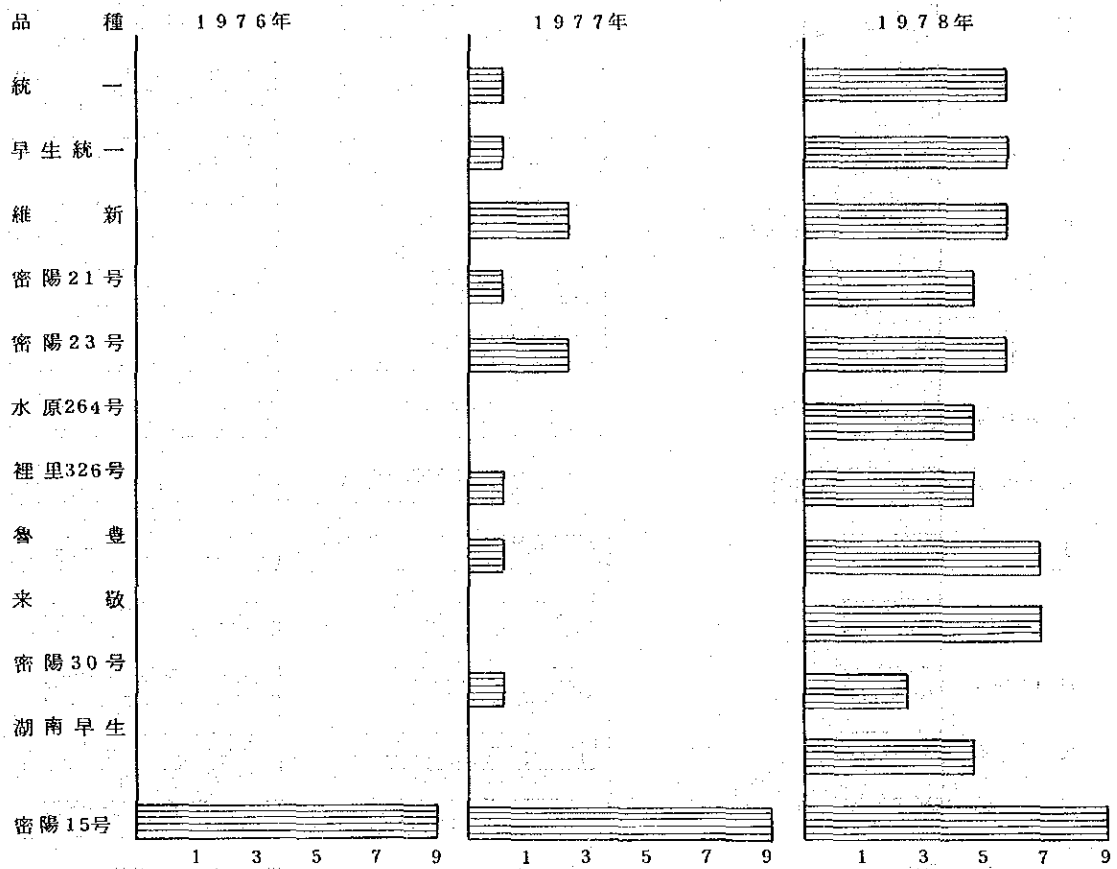 品種 1976年 1977年 1978年
統一
早生統一
維新
密陽21号
密陽23号
水原264号
裡里326号
魯豊
来敬
密陽30号
湖南早生
密陽15号
1 3 5 7 9 1 3 5 7 9 1 3 5 7 9